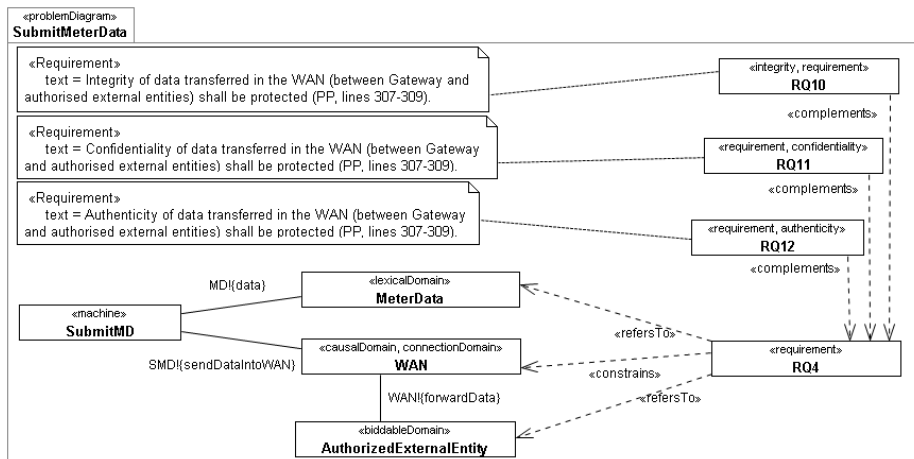 «problemDiagram»
SubmitMeterData
«Requirement»
text = Integrity of data transferred in the WAN (between Gateway and
authorised external entities) shall be protected (PP, lines 307-309).
«integrity, requirement»
RQ10
«complements»
«Requirement»
text = Confidentiality of data transferred in the WAN (between Gateway
and authorised external entities) shall be protected (PP, lines 307-309).
«requirement, confidentiality»
RQ11
«complements»
«Requirement»
text = Authenticity of data transferred in the WAN (between Gateway
and authorised external entities) shall be protected (PP, lines 307-309).
«requirement, authenticity»
RQ12
«complements»
MD!{data}
«lexicalDomain»
MeterData
«machine»
SubmitMD
«refersTo»
SMD!{sendDataIntoWAN}
«causalDomain, connectionDomain»
WAN
«constrains»
«requirement»
RQ4
WAN!{forwardData}
«refersTo»
«biddableDomain»
AuthorizedExternalEntity